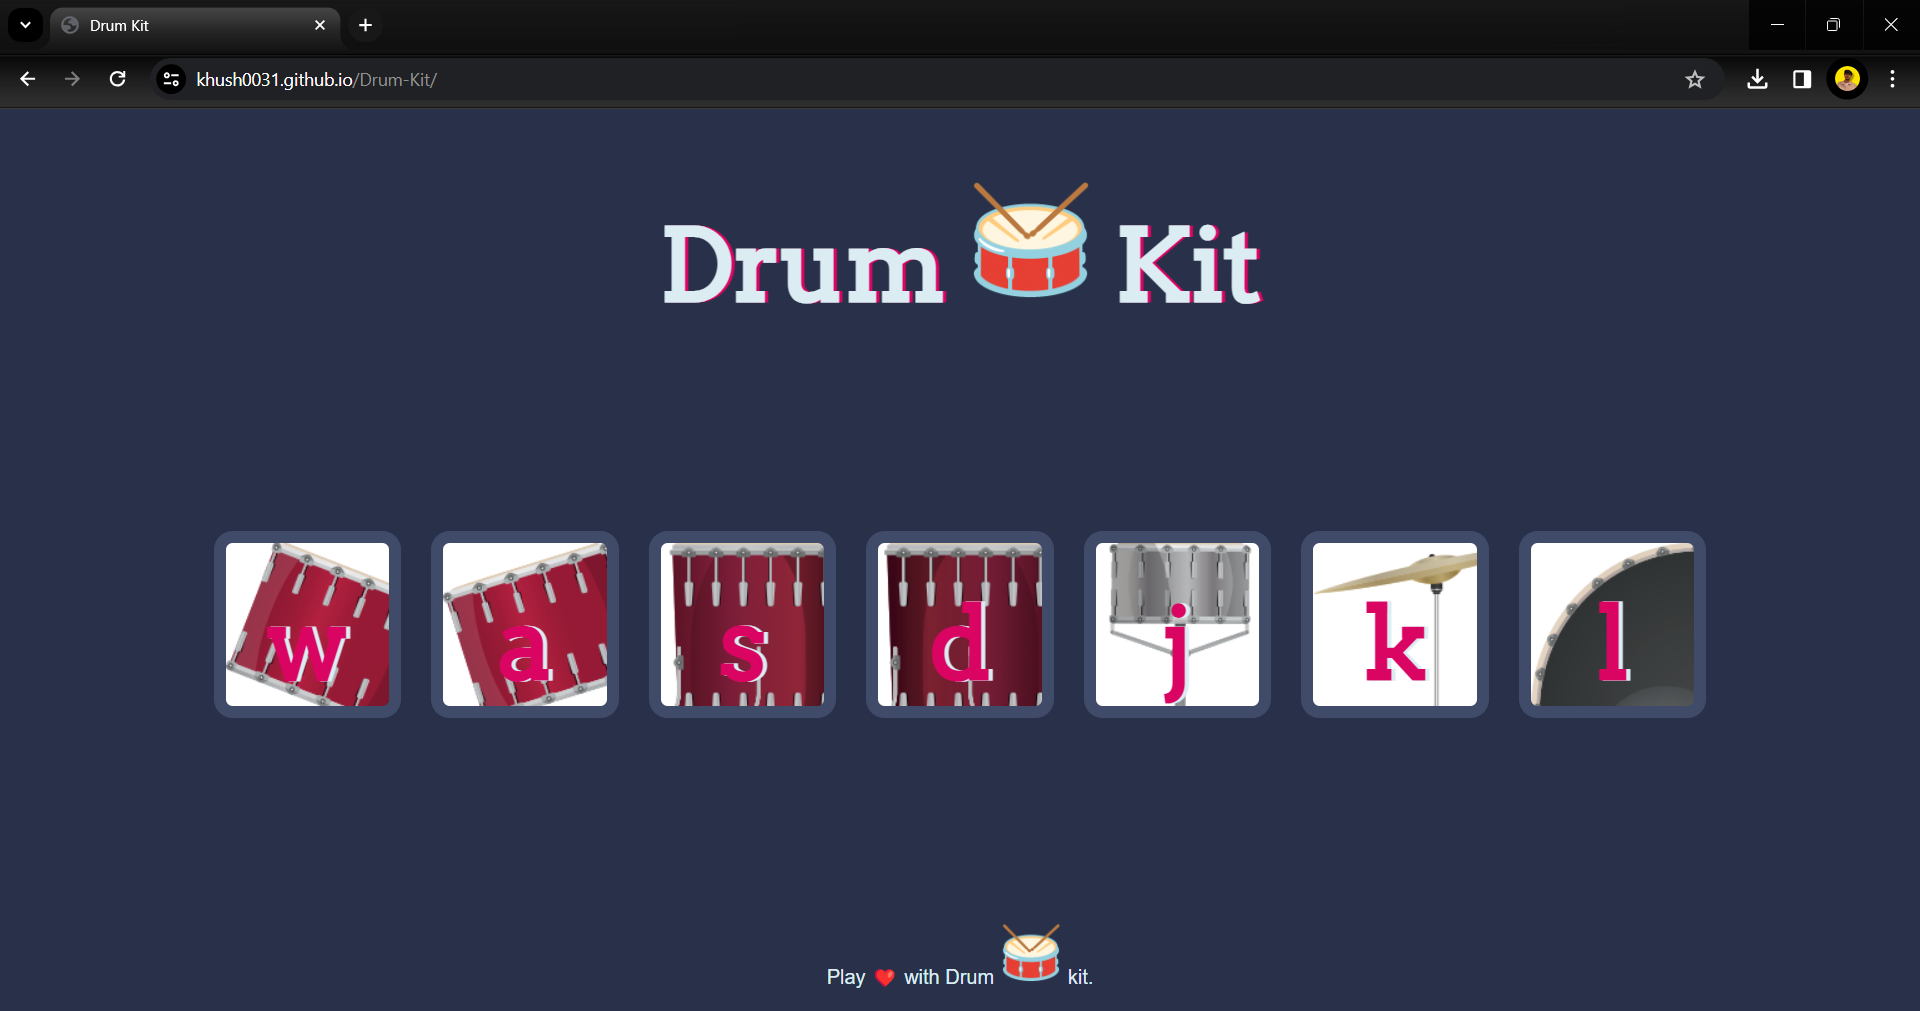 Drum Kit
khush0031.github.io/Drum-Kit/
Drum Kit
w a s d j k l
Play ❤️ with Drum kit.